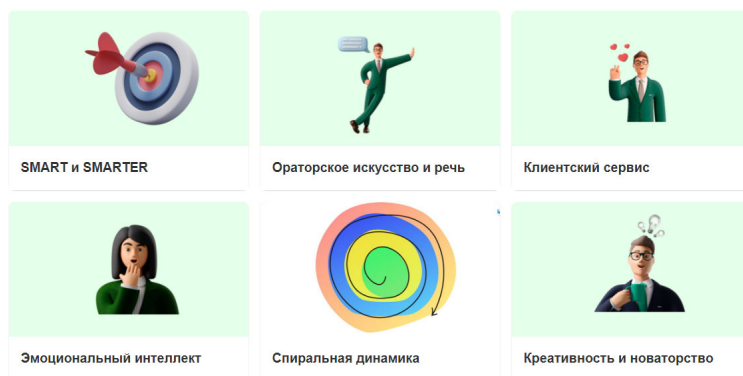 SMART и SMARTER
Ораторское искусство и речь
Клиентский сервис
Эмоциональный интеллект
Спиральная динамика
Креативность и новаторство